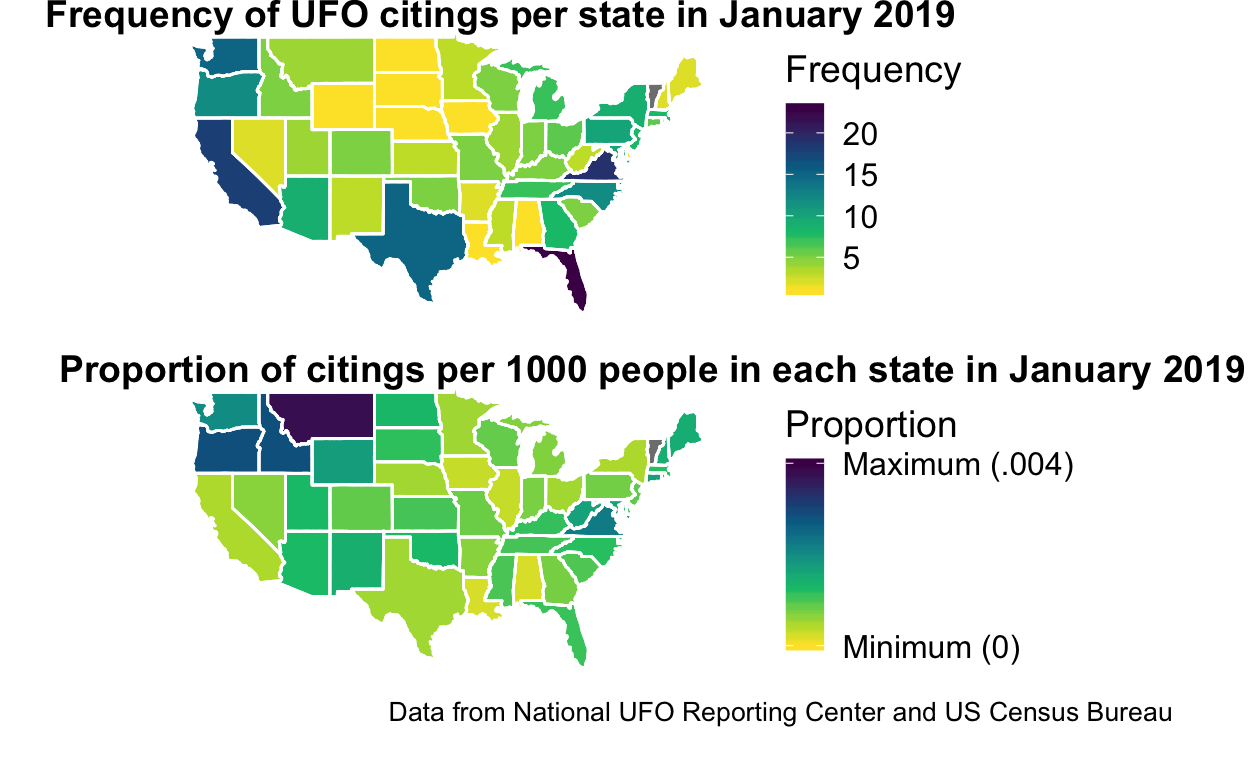 Frequency of UFO citings per state in January 2019
Frequency
20
15
10
5
Proportion of citings per 1000 people in each state in January 2019
Proportion
Maximum (.004)
Minimum (0)
Data from National UFO Reporting Center and US Census Bureau